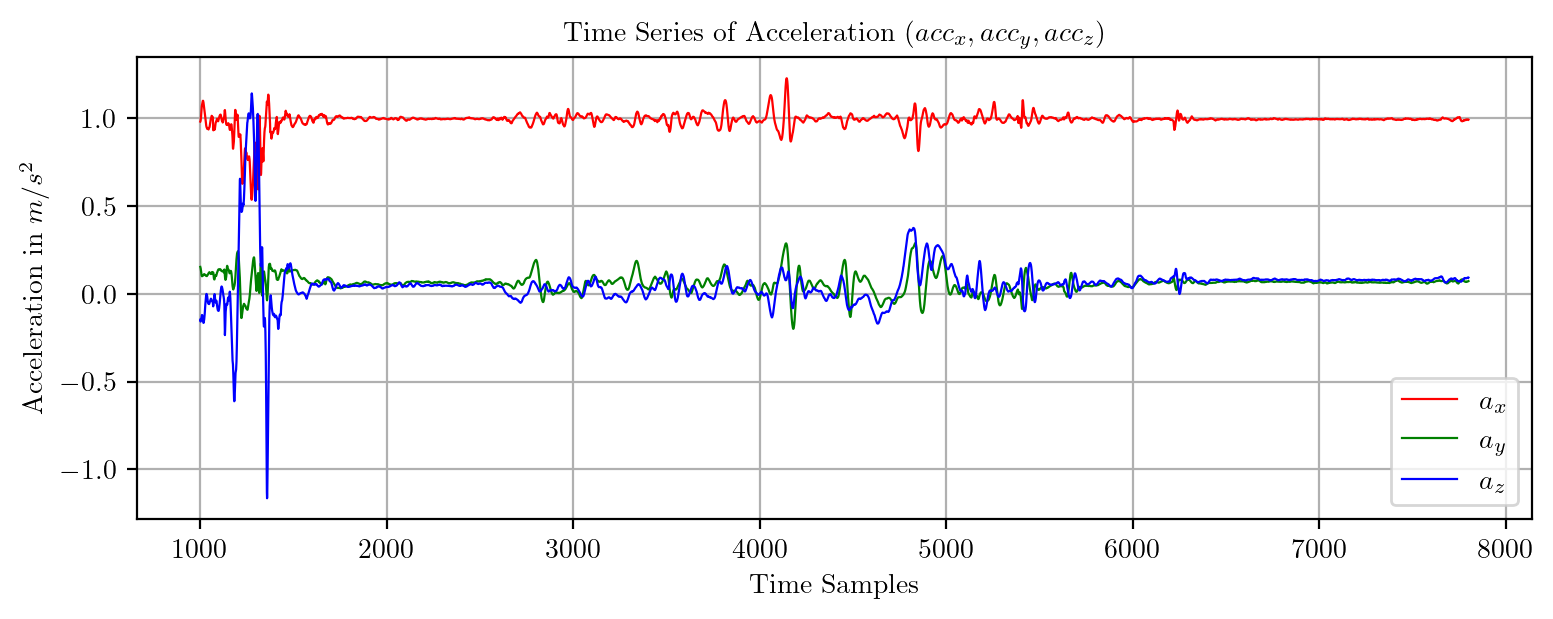 Time Series of Acceleration (acc_x, acc_y, acc_z)
Acceleration in m/s²
1.0
0.5
0.0
−0.5
−1.0
1000 2000 3000 4000 5000 6000 7000 8000
Time Samples
a_x
a_y
a_z